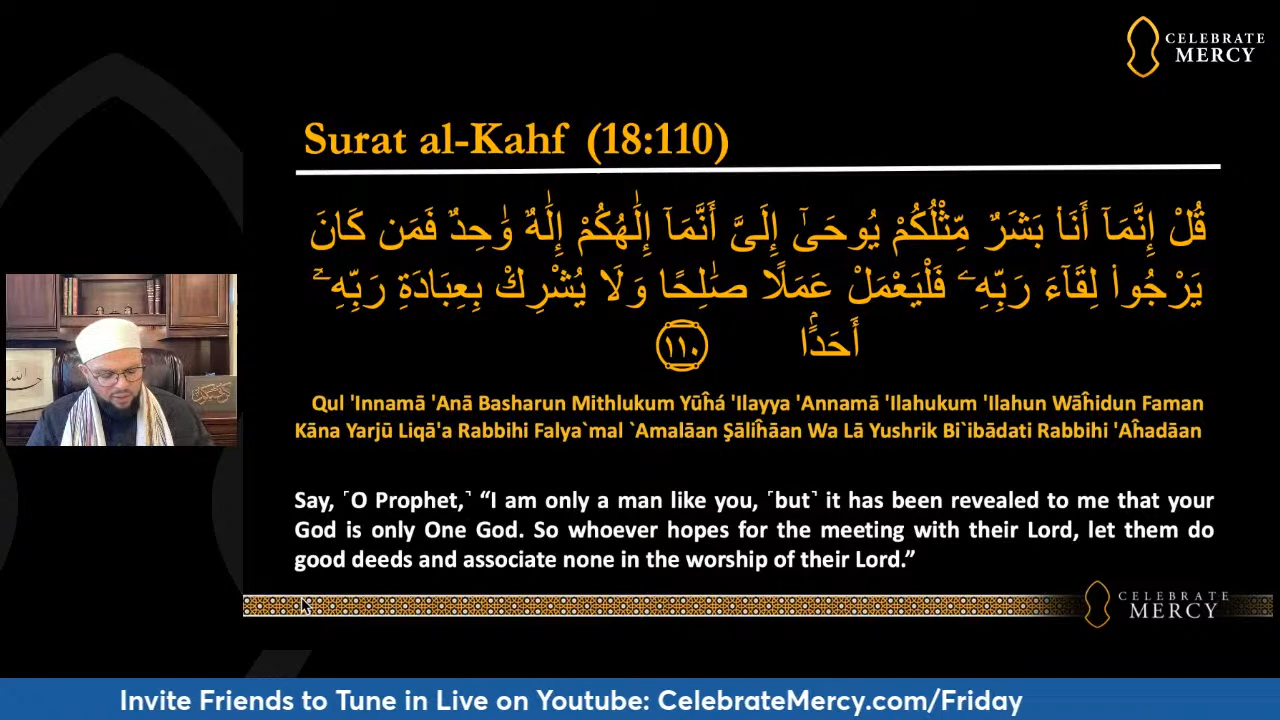 CELEBRATE
MERCY
Surat al-Kahf (18:110)
قُلْ إِنَّمَآ أَنَا۠ بَشَرٌ مِّثْلُكُمْ يُوحَىٰٓ إِلَىَّ أَنَّمَآ إِلَٰهُكُمْ إِلَٰهٌ وَٰحِدٌ فَمَن كَانَ
يَرْجُوا۟ لِقَآءَ رَبِّهِۦ فَلْيَعْمَلْ عَمَلًا صَٰلِحًا وَلَا يُشْرِكْ بِعِبَادَةِ رَبِّهِۦٓ
أَحَدًۢا ١١٠
Qul 'Innamā 'Anā Basharun Mithlukum Yūĥá 'Ilayya 'Annamā 'Ilahukum 'Ilahun Wāĥidun Faman
Kāna Yarjū Liqā'a Rabbihi Falya`mal `Amalāan Şāliĥāan Wa Lā Yushrik Bi`ibādati Rabbihi 'Aĥadāan
Say, ˹O Prophet,˺ “I am only a man like you, ˹but˺ it has been revealed to me that your
God is only One God. So whoever hopes for the meeting with their Lord, let them do
good deeds and associate none in the worship of their Lord.”
CELEBRATE
MERCY
Invite Friends to Tune in Live on Youtube: CelebrateMercy.com/Friday